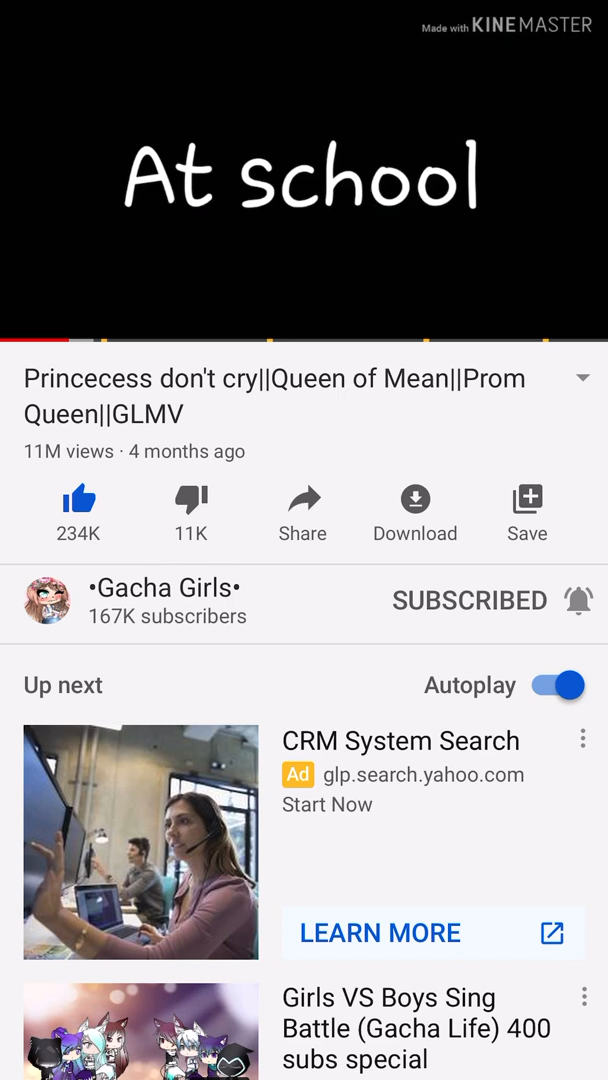 Made with KINEMASTER
At school
Princecess don't cry||Queen of Mean||Prom
Queen||GLMV
11M views · 4 months ago
234K
11K
Share
Download
Save
•Gacha Girls•
167K subscribers
SUBSCRIBED
Up next
Autoplay
CRM System Search
Ad glp.search.yahoo.com
Start Now
LEARN MORE
Girls VS Boys Sing
Battle (Gacha Life) 400
subs special